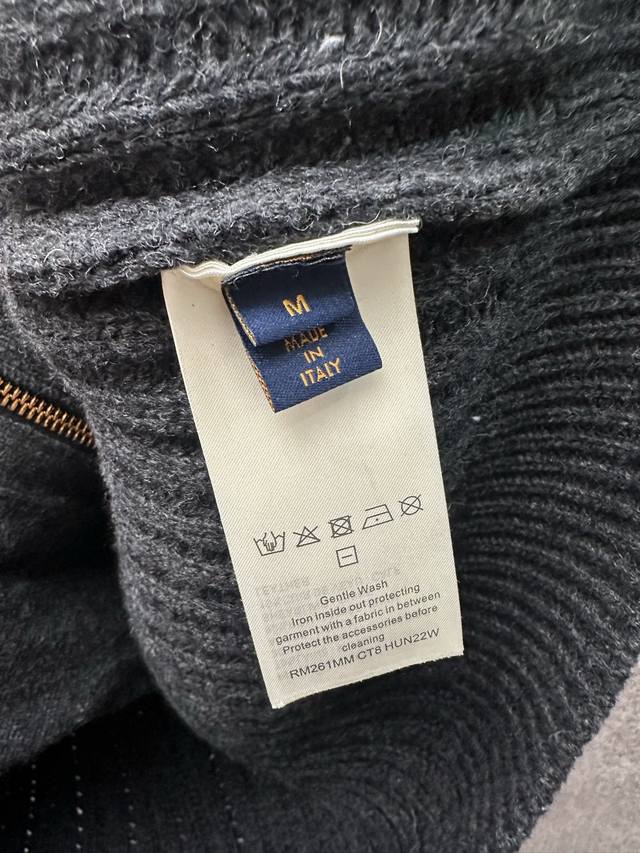 M
MADE
IN
ITALY
Gentle Wash
Iron inside out protecting
garment with a fabric in between
Protect the accessories before
cleaning
RM261MM CT8 HUN22W